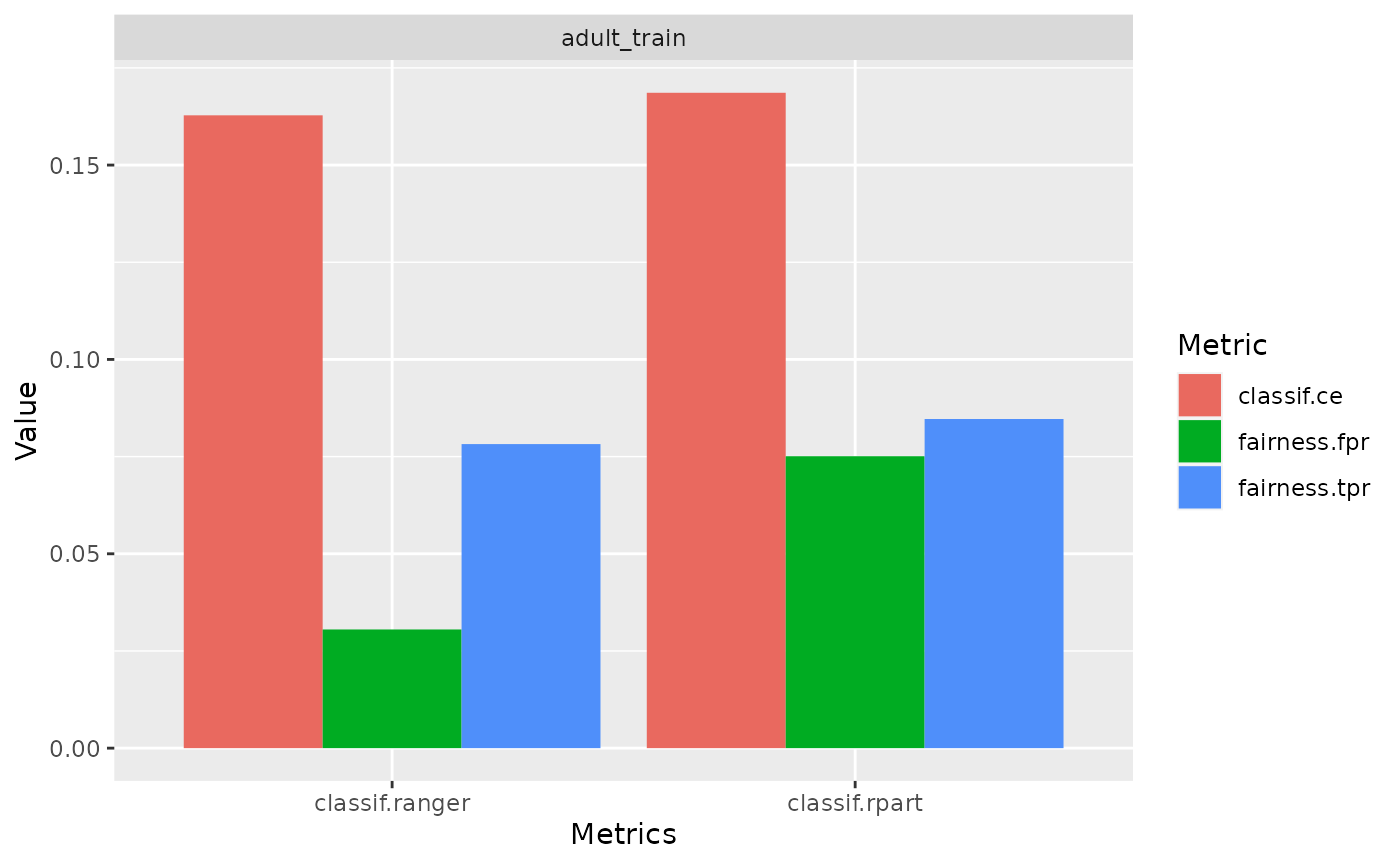 adult_train
0.15
0.10
0.05
0.00
Value
classif.ranger
classif.rpart
Metrics
Metric
classif.ce
fairness.fpr
fairness.tpr